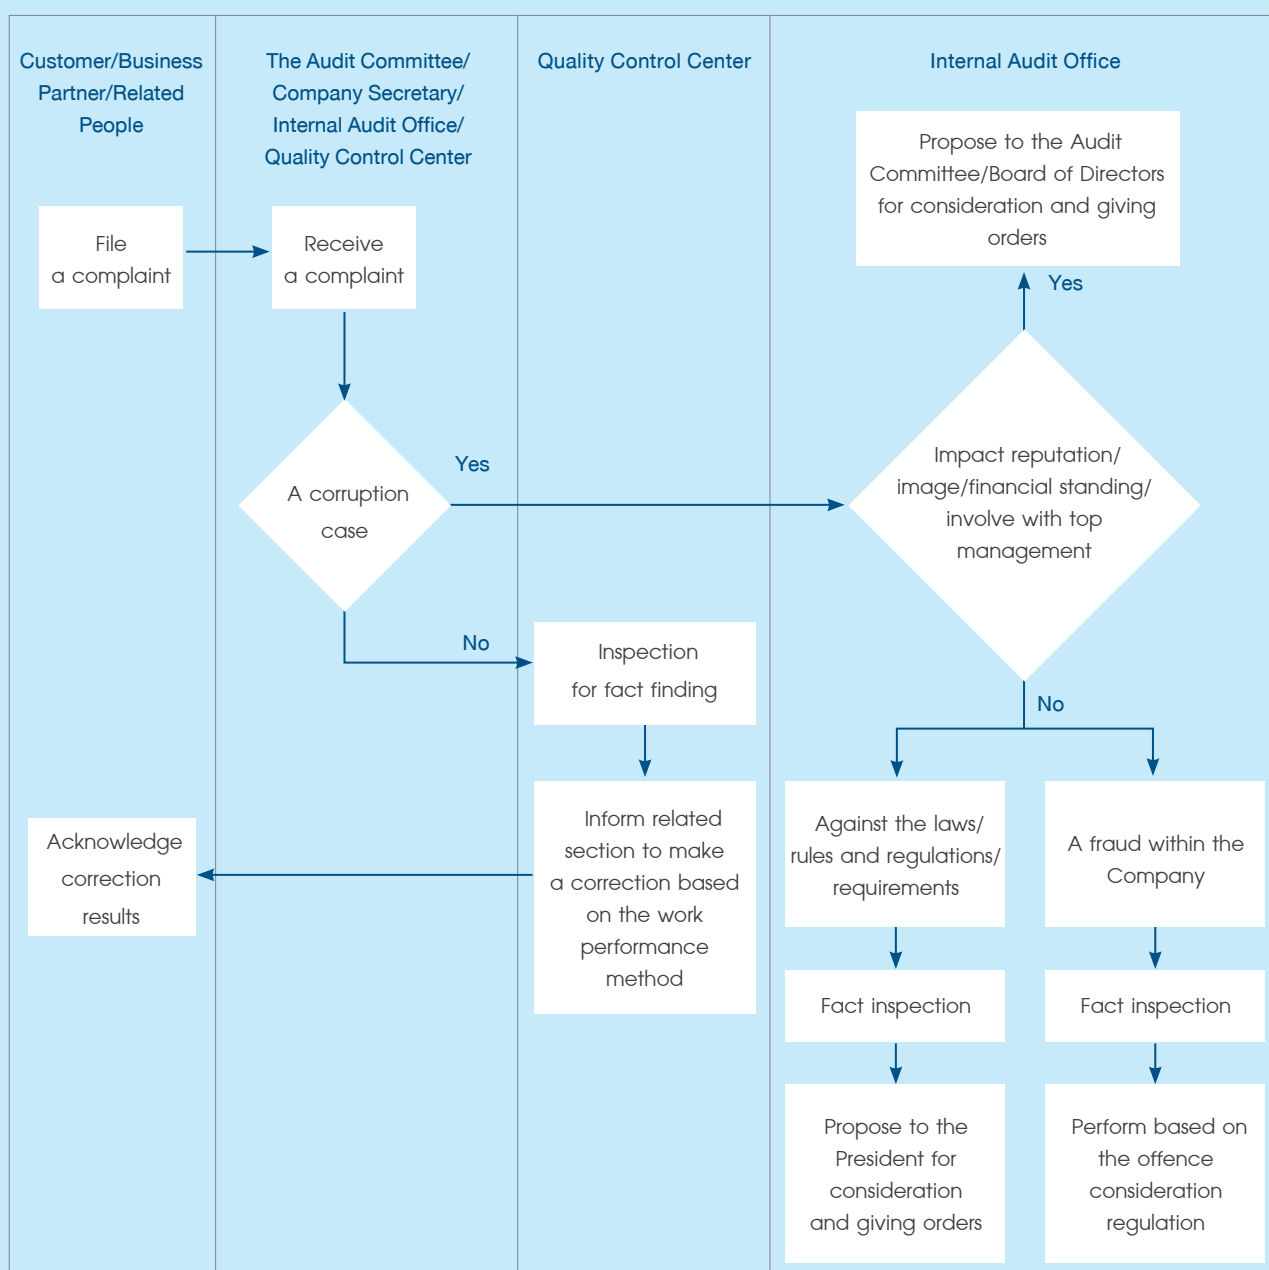 Customer/Business
Partner/Related
People
The Audit Committee/
Company Secretary/
Internal Audit Office/
Quality Control Center
Quality Control Center
Internal Audit Office
Propose to the Audit
Committee/Board of Directors
for consideration and giving
orders
File
a complaint
Receive
a complaint
Yes
A corruption
case
Yes
Impact reputation/
image/financial standing/
involve with top
management
No
Inspection
for fact finding
No
Acknowledge
correction
results
Inform related
section to make
a correction based
on the work
performance
method
Against the laws/
rules and regulations/
requirements
A fraud within the
Company
Fact inspection
Fact inspection
Propose to the
President for
consideration
and giving orders
Perform based on
the offence
consideration
regulation